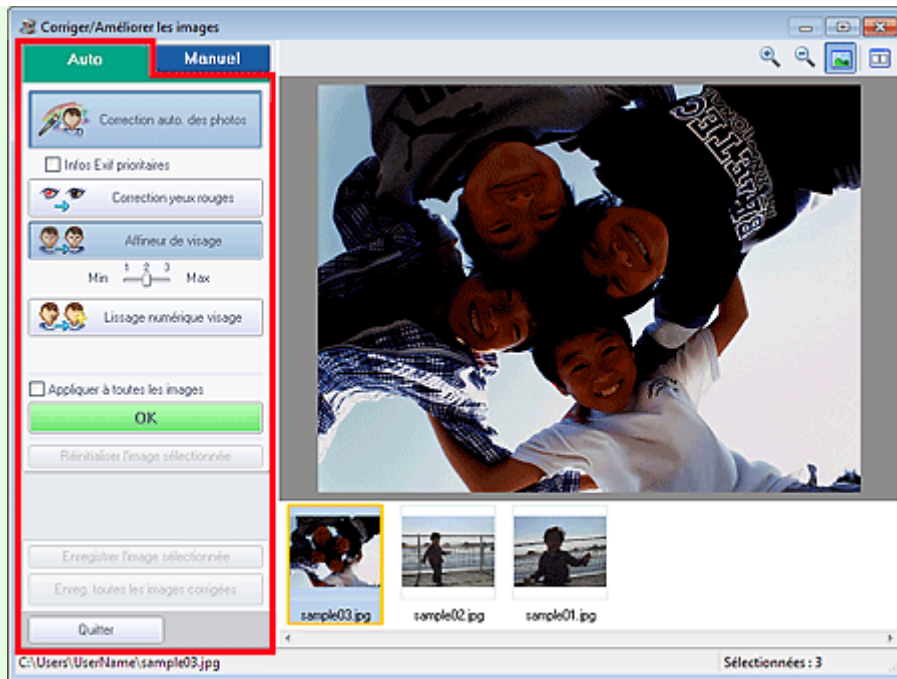 Corriger/Améliorer les images
Auto
Manuel
Correction auto. des photos
Infos Exif prioritaires
Correction yeux rouges
Affineur de visage
1 2 3
Min Max
Lissage numérique visage
Appliquer à toutes les images
OK
Réinitialiser l'image sélectionnée
Enregistrer l'image sélectionnée
Enreg. toutes les images corrigées
Quitter
sample03.jpg
sample02.jpg
sample01.jpg
C:\Users\UserName\sample03.jpg
Sélectionnées : 3